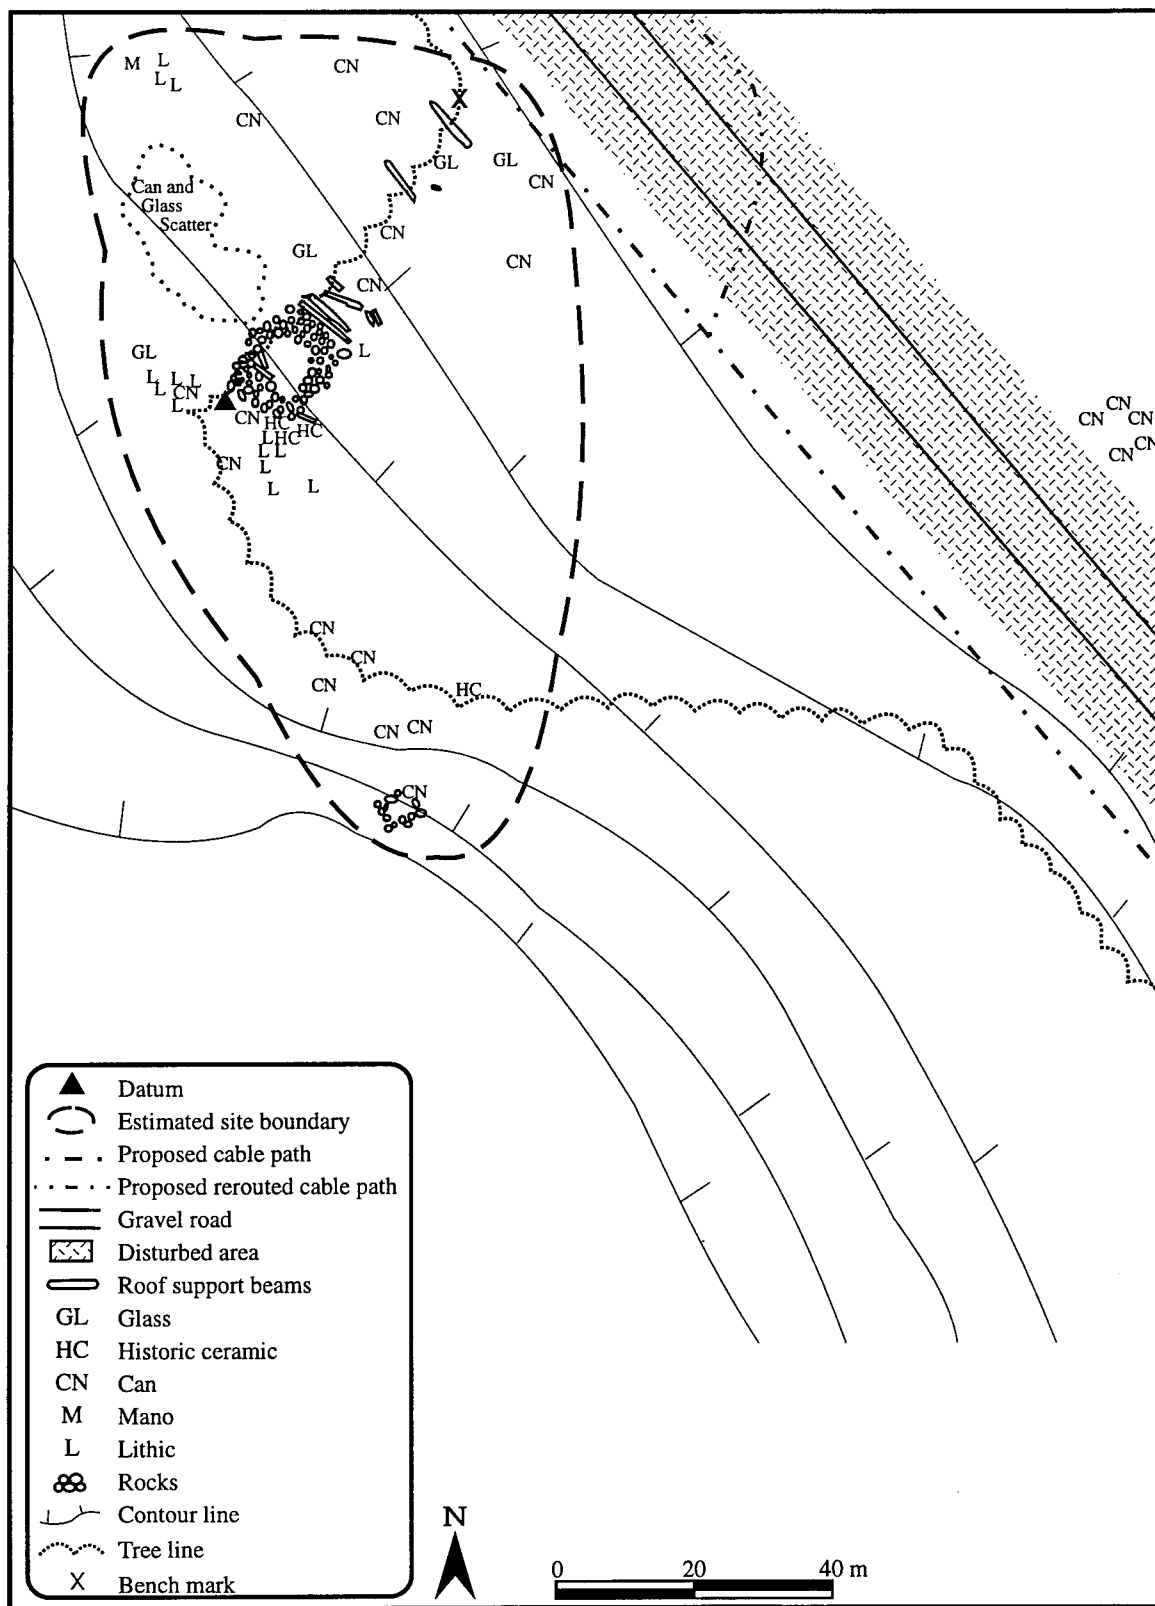 M L
L L
CN
X
CN
CN
GL
GL
CN
Can and
Glass
Scatter
CN
GL
CN
CN
L
GL
L L L
L CN
L
CN
HC
HC
L HC
L L
L
CN
L L
CN CN
CN CN
CN
CN
CN
CN
HC
CN CN
CN
CN
Datum
Estimated site boundary
Proposed cable path
Proposed rerouted cable path
Gravel road
Disturbed area
Roof support beams
GL Glass
HC Historic ceramic
CN Can
M Mano
L Lithic
Rocks
Contour line
Tree line
X Bench mark
N
0 20 40 m